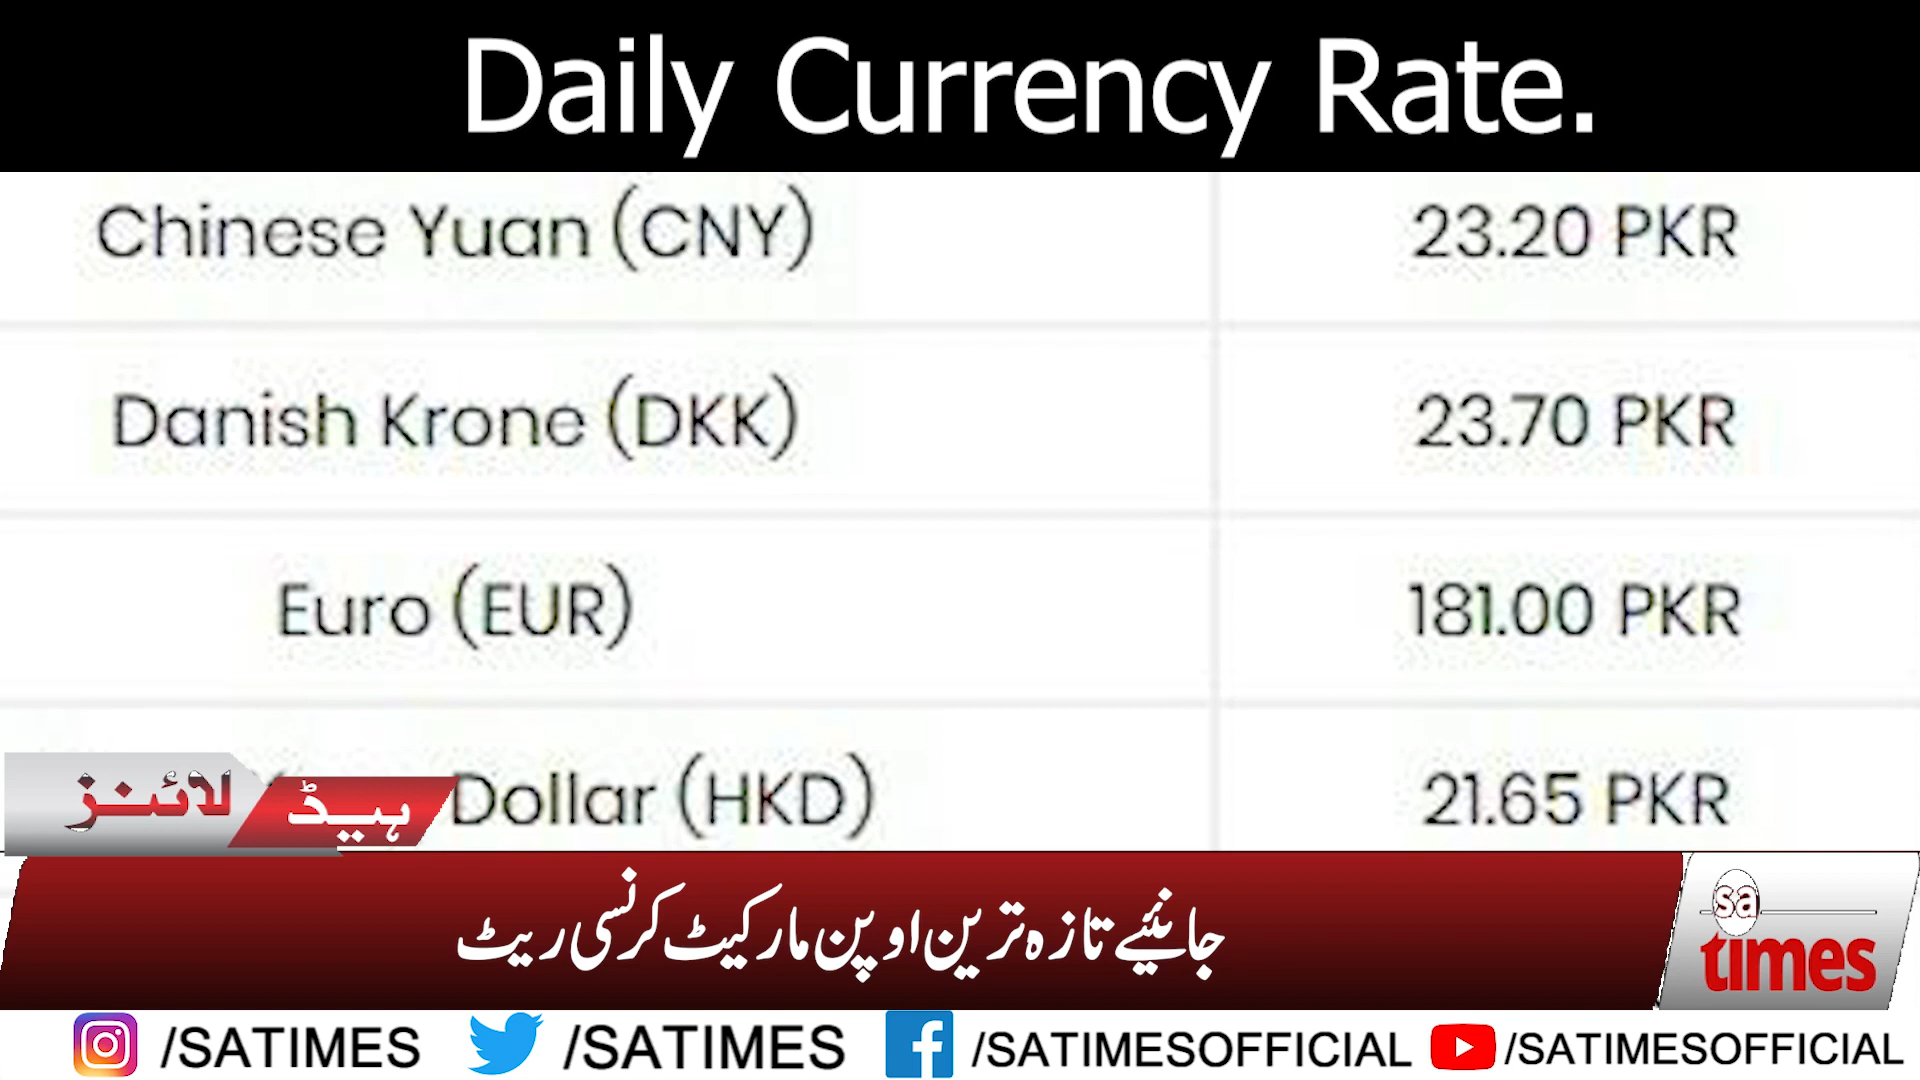 Daily Currency Rate.
Chinese Yuan (CNY) 23.20 PKR
Danish Krone (DKK) 23.70 PKR
Euro (EUR) 181.00 PKR
Dollar (HKD) 21.65 PKR
ہیڈ لائنز
جانئیے تازہ ترین اوپن مارکیٹ کرنسی ریٹ
sa
times
/SATIMES /SATIMES /SATIMESOFFICIAL /SATIMESOFFICIAL